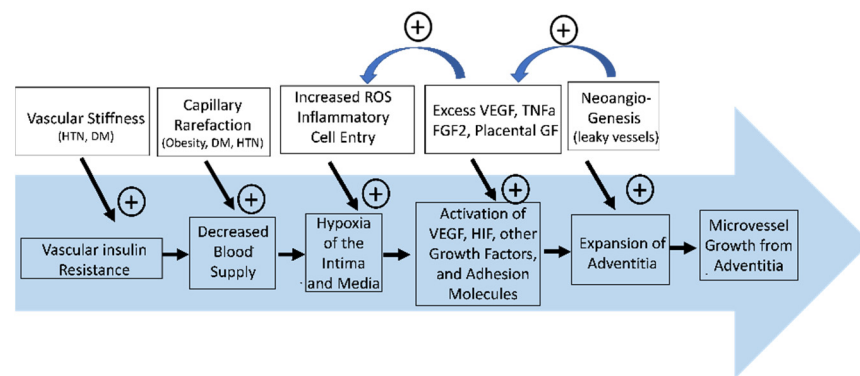 +
+
Vascular Stiffness
(HTN, DM)
Capillary
Rarefaction
(Obesity, DM, HTN)
Increased ROS
Inflammatory
Cell Entry
Excess VEGF, TNFa
FGF2, Placental GF
Neoangio-
Genesis
(leaky vessels)
+
+
+
+
+
Vascular insulin
Resistance
Decreased
Blood
Supply
Hypoxia
of the
Intima
and Media
Activation of
VEGF, HIF, other
Growth Factors,
and Adhesion
Molecules
Expansion of
Adventitia
Microvessel
Growth from
Adventitia